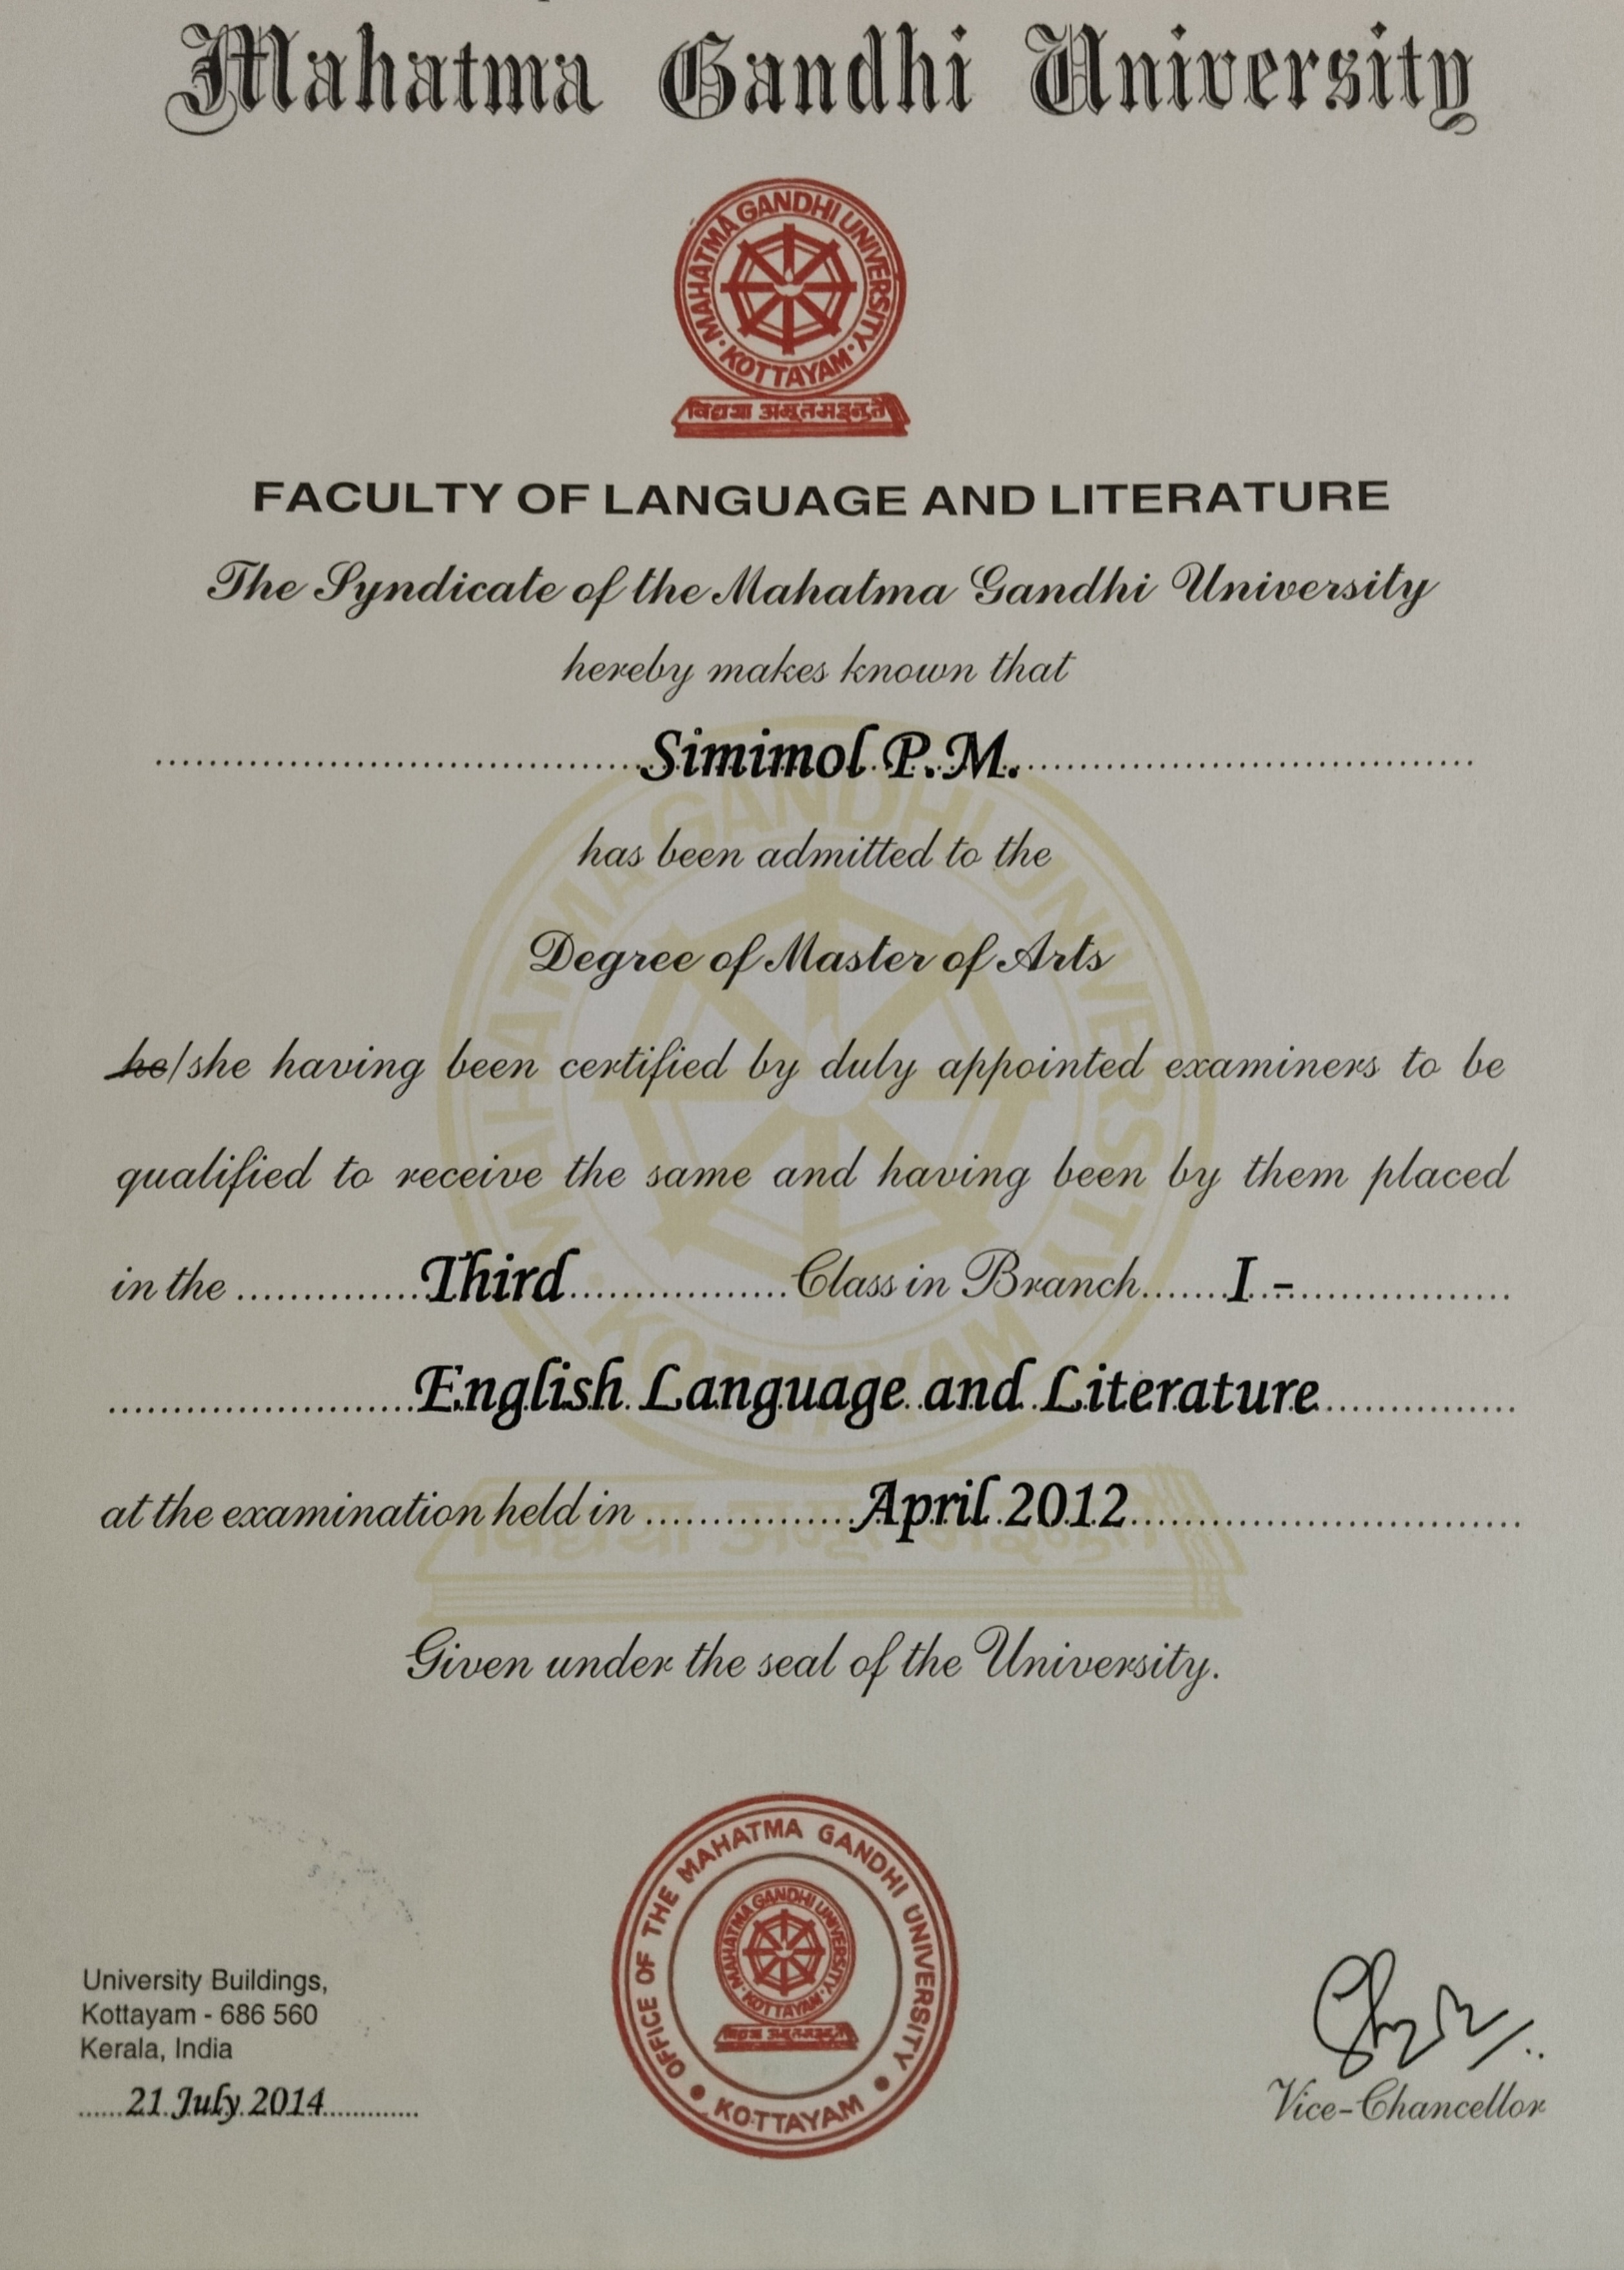 Mahatma Gandhi University
MAHATMA GANDHI UNIVERSITY
· KOTTAYAM ·
विद्यया अमृतमश्नुते
FACULTY OF LANGUAGE AND LITERATURE
The Syndicate of the Mahatma Gandhi University
hereby makes known that
Simimol P.M.
has been admitted to the
Degree of Master of Arts
he/she having been certified by duly appointed examiners to be
qualified to receive the same and having been by them placed
in the Third Class in Branch I -
English Language and Literature
at the examination held in April 2012
Given under the seal of the University.
OFFICE OF THE MAHATMA GANDHI UNIVERSITY
• KOTTAYAM •
MAHATMA GANDHI UNIVERSITY
· KOTTAYAM ·
University Buildings,
Kottayam - 686 560
Kerala, India
21 July 2014
Vice-Chancellor